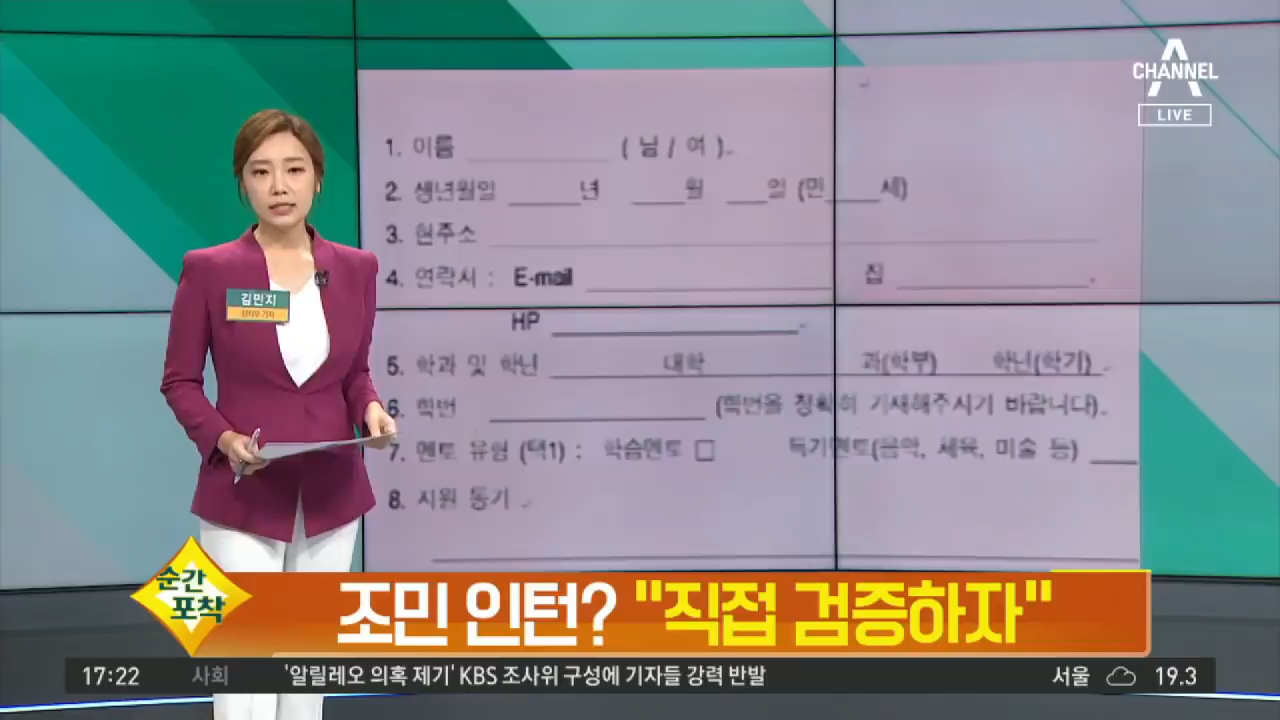 CHANNEL A
LIVE
1. 이름 ( 남 / 여 )
2. 생년월일 년 월 일 (만 세)
3. 현주소
4. 연락처 : E-mail 집
HP
5. 학과 및 학년 대학 과(학부) 학년(학기)
6. 학번 (학번을 정확히 기재해주시기 바랍니다).
7. 멘토 유형 (택1) : 학습멘토 □ 특기멘토(음악, 체육, 미술 등)
8. 지원 동기
김민지
정치부 기자
순간
포착
조민 인턴? "직접 검증하자"
17:22 사회 '알릴레오 의혹 제기' KBS 조사위 구성에 기자들 강력 반발 서울 19.3